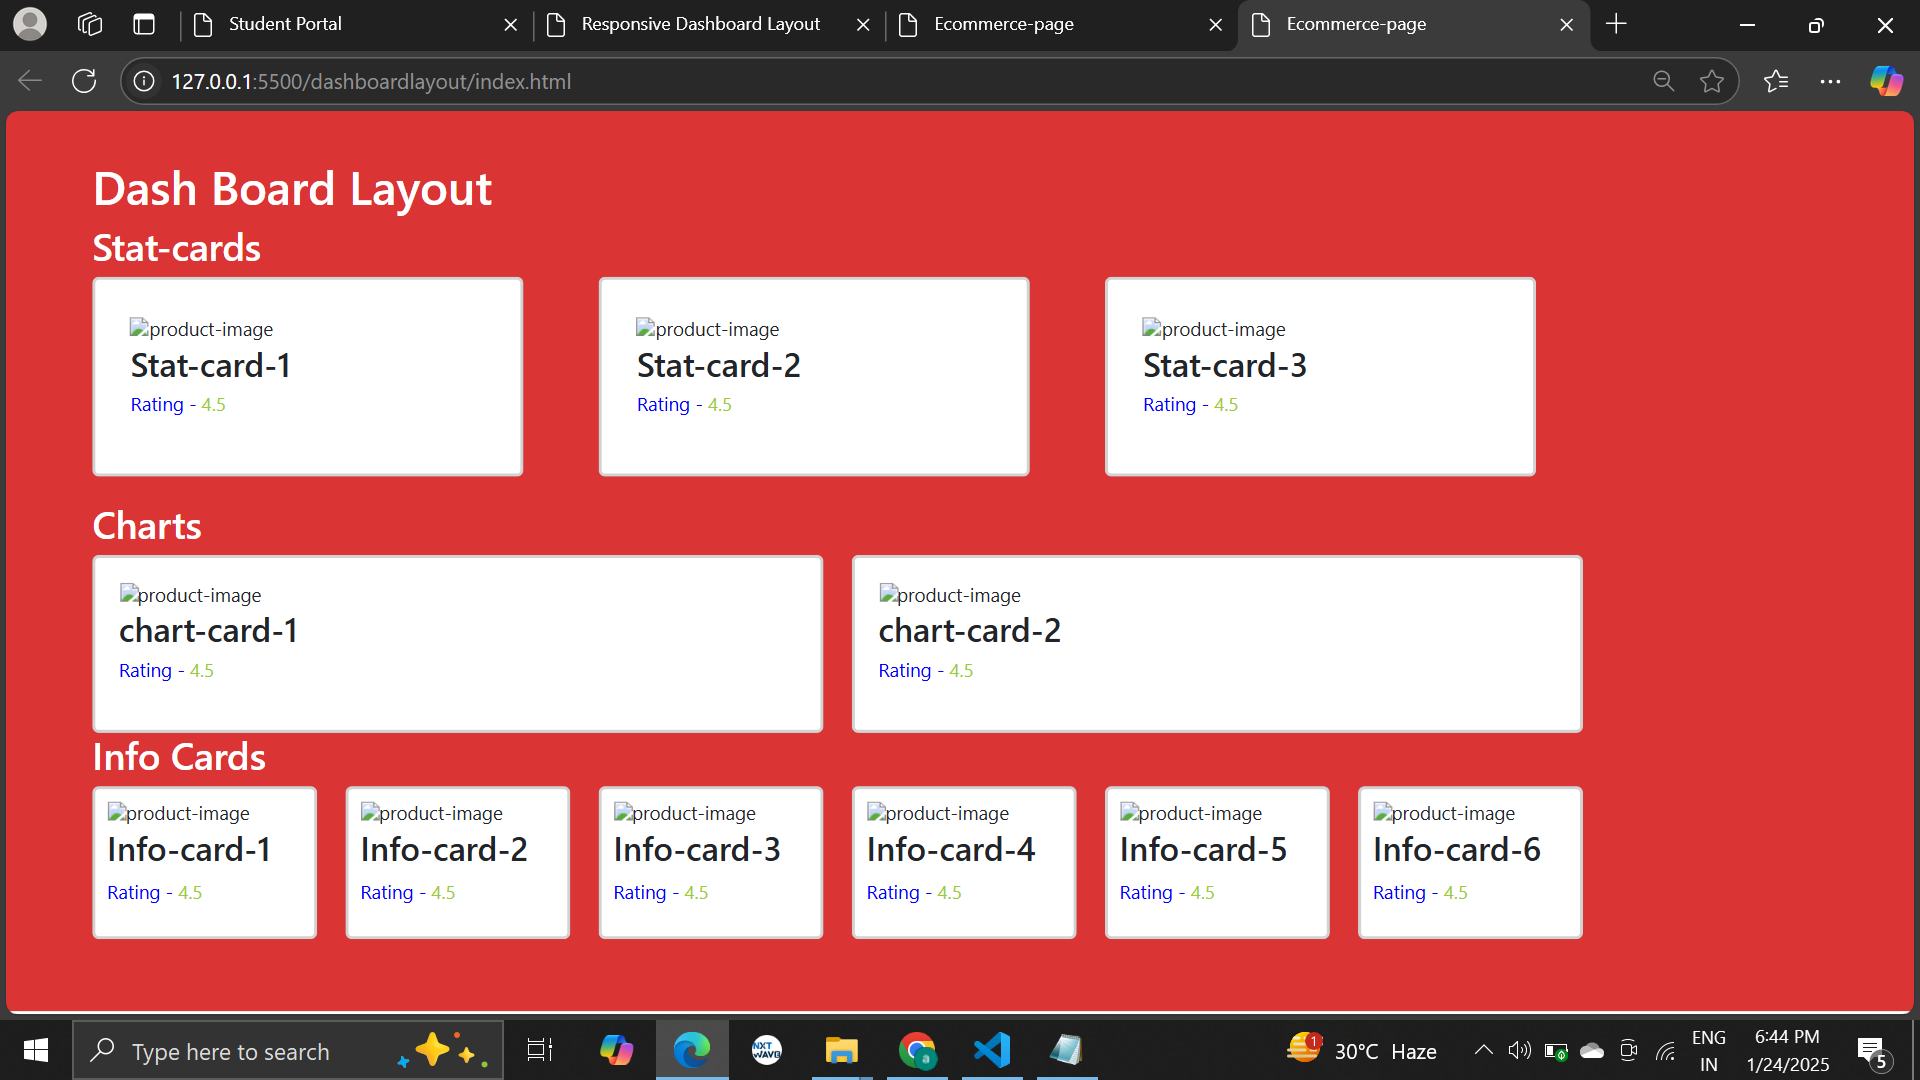 Student Portal
Responsive Dashboard Layout
Ecommerce-page
Ecommerce-page
127.0.0.1:5500/dashboardlayout/index.html
Dash Board Layout
Stat-cards
product-image product-image product-image
Stat-card-1 Stat-card-2 Stat-card-3
Rating - 4.5 Rating - 4.5 Rating - 4.5
Charts
product-image product-image
chart-card-1 chart-card-2
Rating - 4.5 Rating - 4.5
Info Cards
product-image product-image product-image product-image product-image product-image
Info-card-1 Info-card-2 Info-card-3 Info-card-4 Info-card-5 Info-card-6
Rating - 4.5 Rating - 4.5 Rating - 4.5 Rating - 4.5 Rating - 4.5 Rating - 4.5
Type here to search
NXT
WAVE
a
1
30°C Haze
ENG
IN
6:44 PM
1/24/2025
5